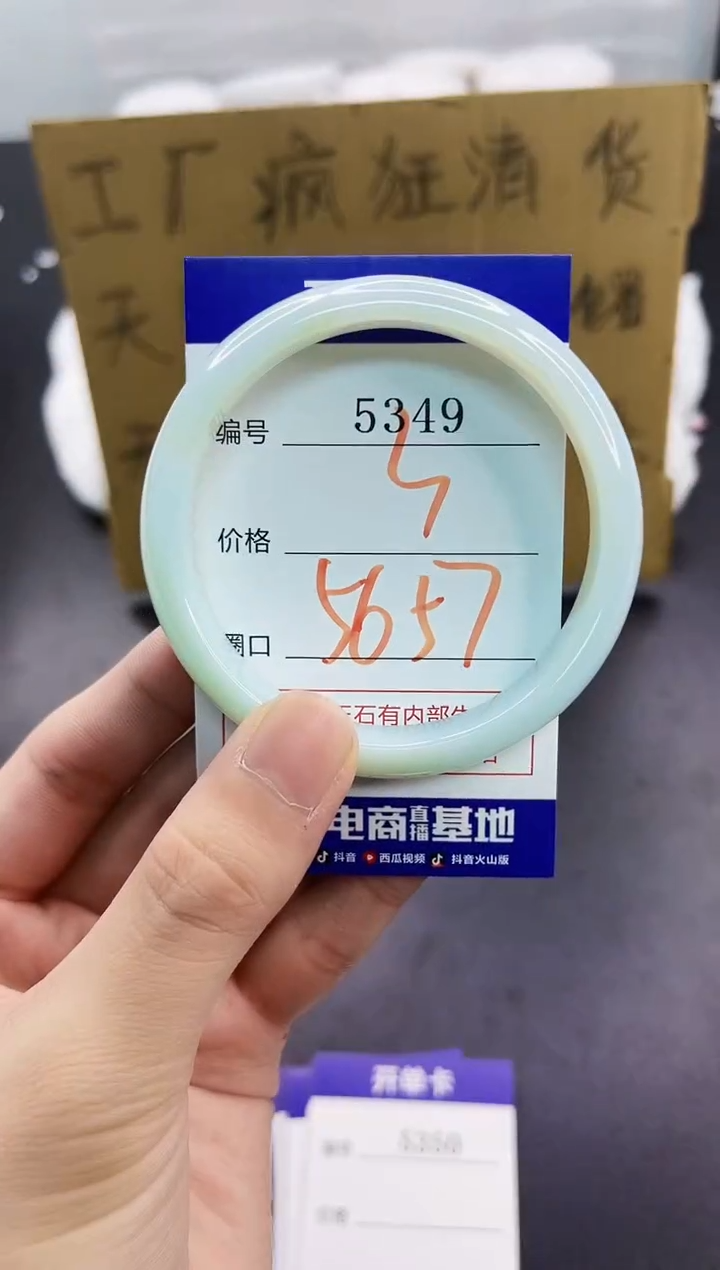 工厂疯狂清货
天
编号 5349
价格
圈口 5657
玉石有内部
电商直播基地
抖音 西瓜视频 抖音火山版
开单卡
5350